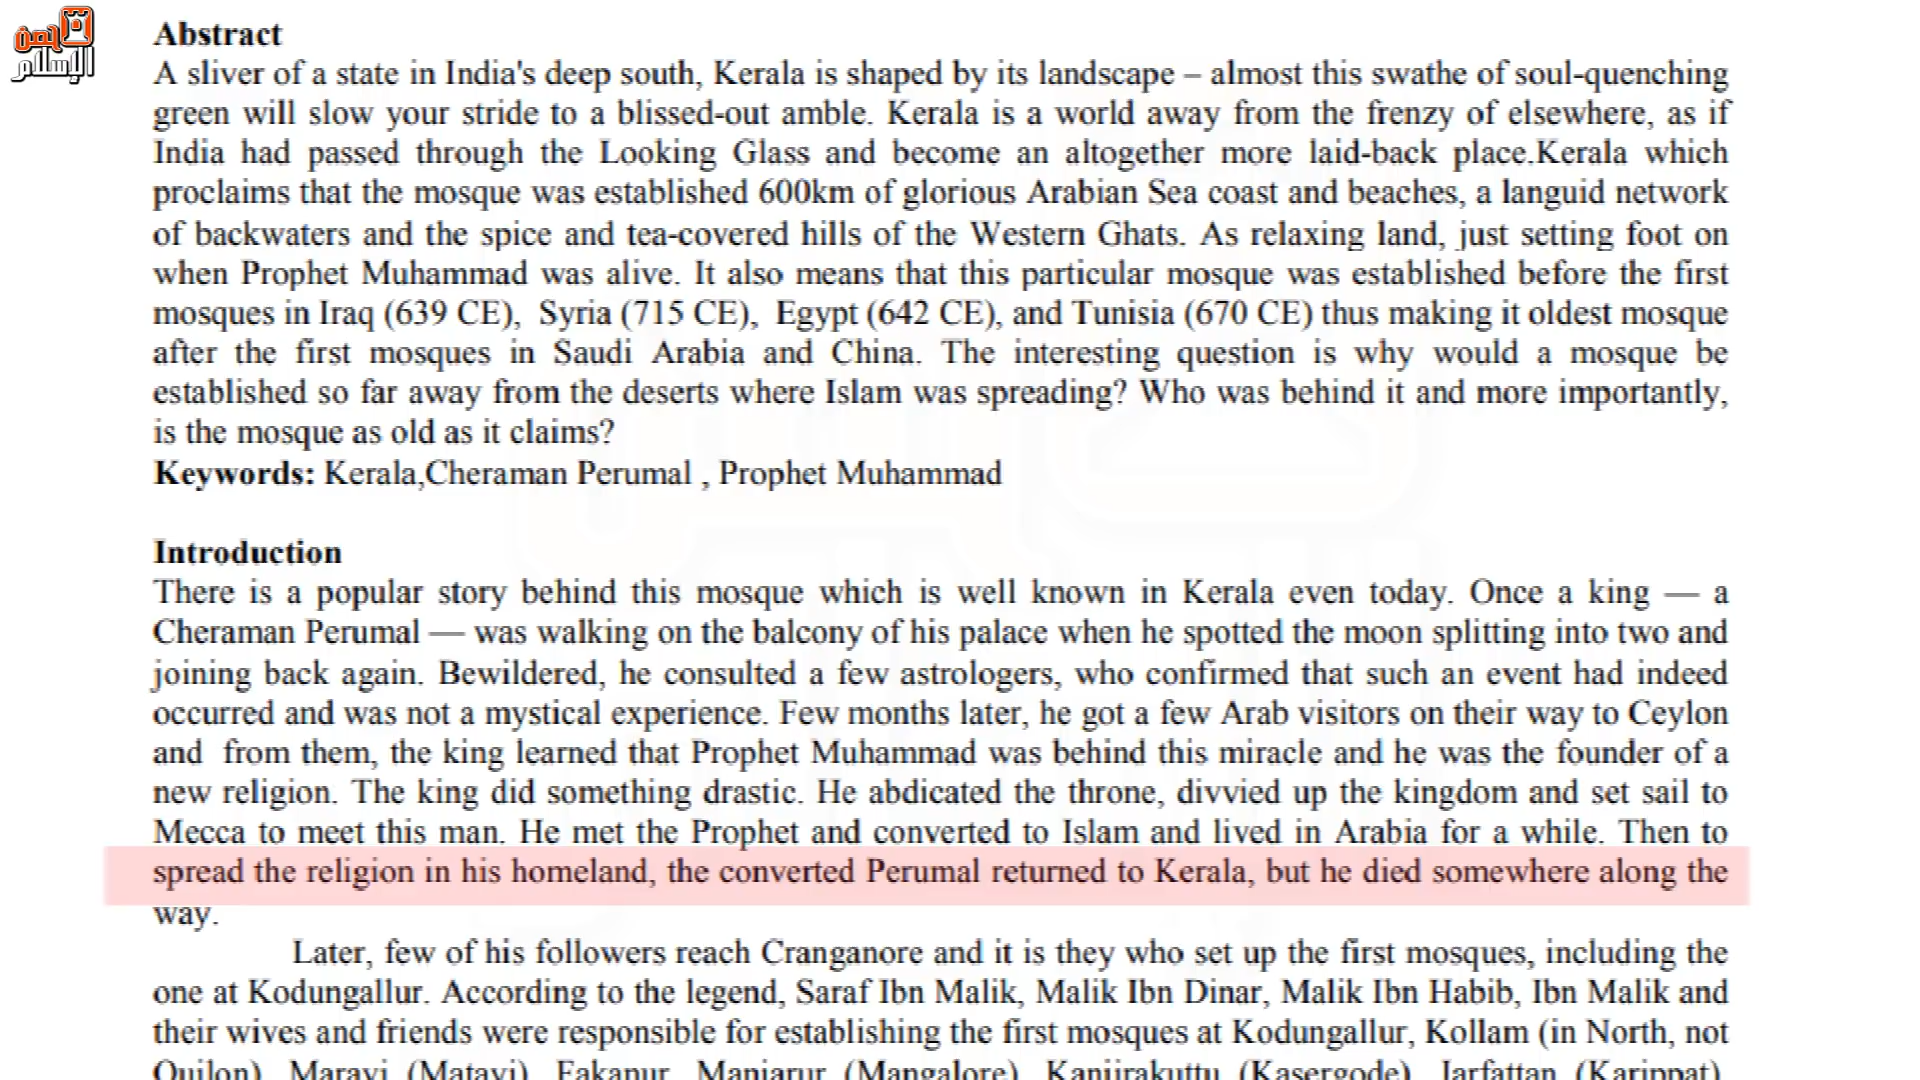 حصن
الإسلام
Abstract
A sliver of a state in India's deep south, Kerala is shaped by its landscape – almost this swathe of soul-quenching
green will slow your stride to a blissed-out amble. Kerala is a world away from the frenzy of elsewhere, as if
India had passed through the Looking Glass and become an altogether more laid-back place.Kerala which
proclaims that the mosque was established 600km of glorious Arabian Sea coast and beaches, a languid network
of backwaters and the spice and tea-covered hills of the Western Ghats. As relaxing land, just setting foot on
when Prophet Muhammad was alive. It also means that this particular mosque was established before the first
mosques in Iraq (639 CE), Syria (715 CE), Egypt (642 CE), and Tunisia (670 CE) thus making it oldest mosque
after the first mosques in Saudi Arabia and China. The interesting question is why would a mosque be
established so far away from the deserts where Islam was spreading? Who was behind it and more importantly,
is the mosque as old as it claims?
Keywords: Kerala,Cheraman Perumal , Prophet Muhammad
Introduction
There is a popular story behind this mosque which is well known in Kerala even today. Once a king — a
Cheraman Perumal — was walking on the balcony of his palace when he spotted the moon splitting into two and
joining back again. Bewildered, he consulted a few astrologers, who confirmed that such an event had indeed
occurred and was not a mystical experience. Few months later, he got a few Arab visitors on their way to Ceylon
and from them, the king learned that Prophet Muhammad was behind this miracle and he was the founder of a
new religion. The king did something drastic. He abdicated the throne, divvied up the kingdom and set sail to
Mecca to meet this man. He met the Prophet and converted to Islam and lived in Arabia for a while. Then to
spread the religion in his homeland, the converted Perumal returned to Kerala, but he died somewhere along the
way.
Later, few of his followers reach Cranganore and it is they who set up the first mosques, including the
one at Kodungallur. According to the legend, Saraf Ibn Malik, Malik Ibn Dinar, Malik Ibn Habib, Ibn Malik and
their wives and friends were responsible for establishing the first mosques at Kodungallur, Kollam (in North, not
Quilon), Maravi (Matayi), Fakanur, Manjarur (Mangalore), Kanjirakuttu (Kasergode), Jarfattan (Karippat),